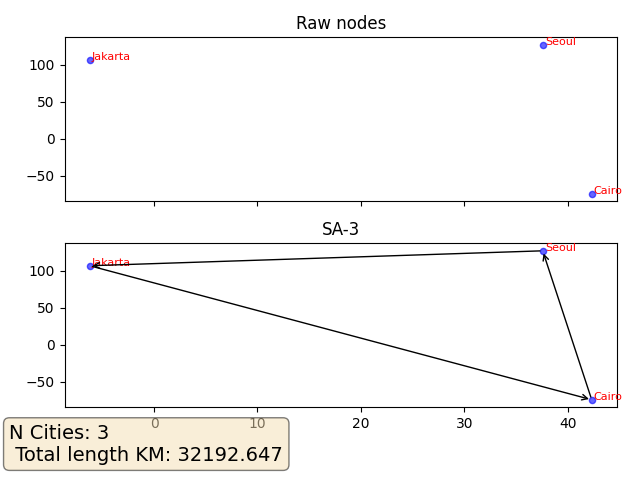 Raw nodes
100
50
0
−50
Jakarta
Seoul
Cairo
SA-3
100
50
0
−50
Jakarta
Seoul
Cairo
0
10
20
30
40
N Cities: 3
Total length KM: 32192.647